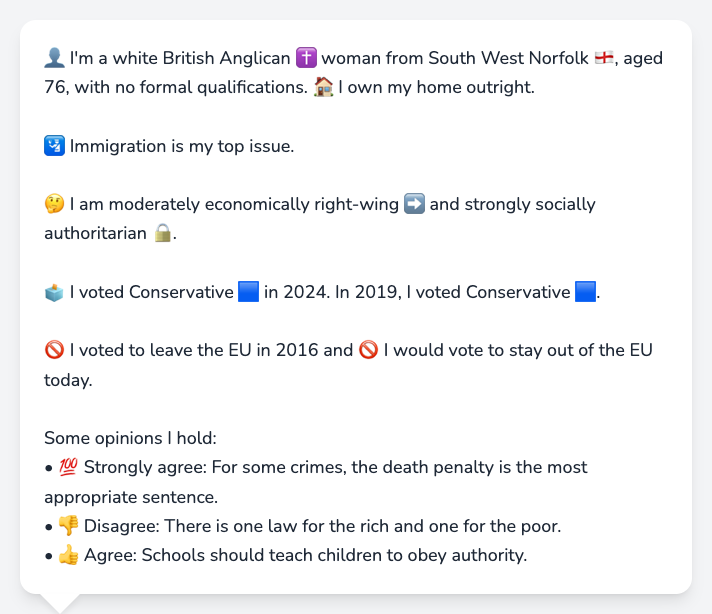 👤 I'm a white British Anglican ✝️ woman from South West Norfolk 🏴󠁧󠁢󠁥󠁮󠁧󠁿, aged
76, with no formal qualifications. 🏠 I own my home outright.
🛂 Immigration is my top issue.
🤔 I am moderately economically right-wing ➡️ and strongly socially
authoritarian 🔒.
🗳️ I voted Conservative 🟦 in 2024. In 2019, I voted Conservative 🟦.
🚫 I voted to leave the EU in 2016 and 🚫 I would vote to stay out of the EU
today.
Some opinions I hold:
• 💯 Strongly agree: For some crimes, the death penalty is the most
appropriate sentence.
• 👎 Disagree: There is one law for the rich and one for the poor.
• 👍 Agree: Schools should teach children to obey authority.